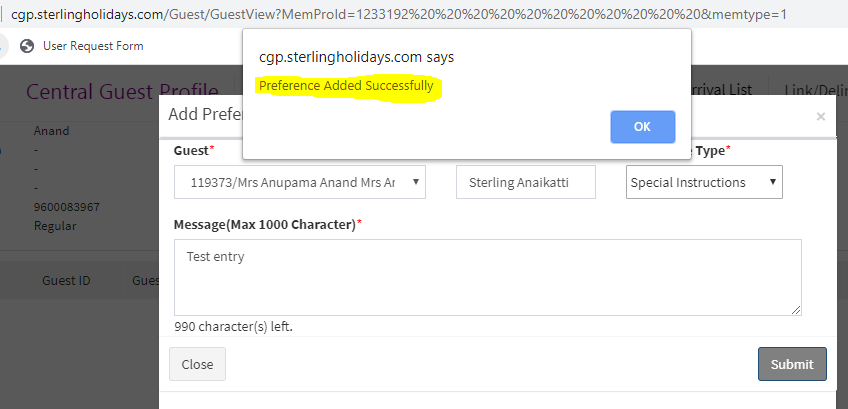 cgp.sterlingholidays.com/Guest/GuestView?MemProId=1233192%20%20%20%20%20%20%20%20%20%20%20&memtype=1
User Request Form
cgp.sterlingholidays.com says
Preference Added Successfully
OK
Central Guest Profile
rrival List
Link/Delin
Add Prefe
×
Anand
-
-
-
9600083967
Regular
Guest*
Type*
119373/Mrs Anupama Anand Mrs Ar
Sterling Anaikatti
Special Instructions
Message(Max 1000 Character)*
Test entry
Guest ID
Gues
990 character(s) left.
Close
Submit